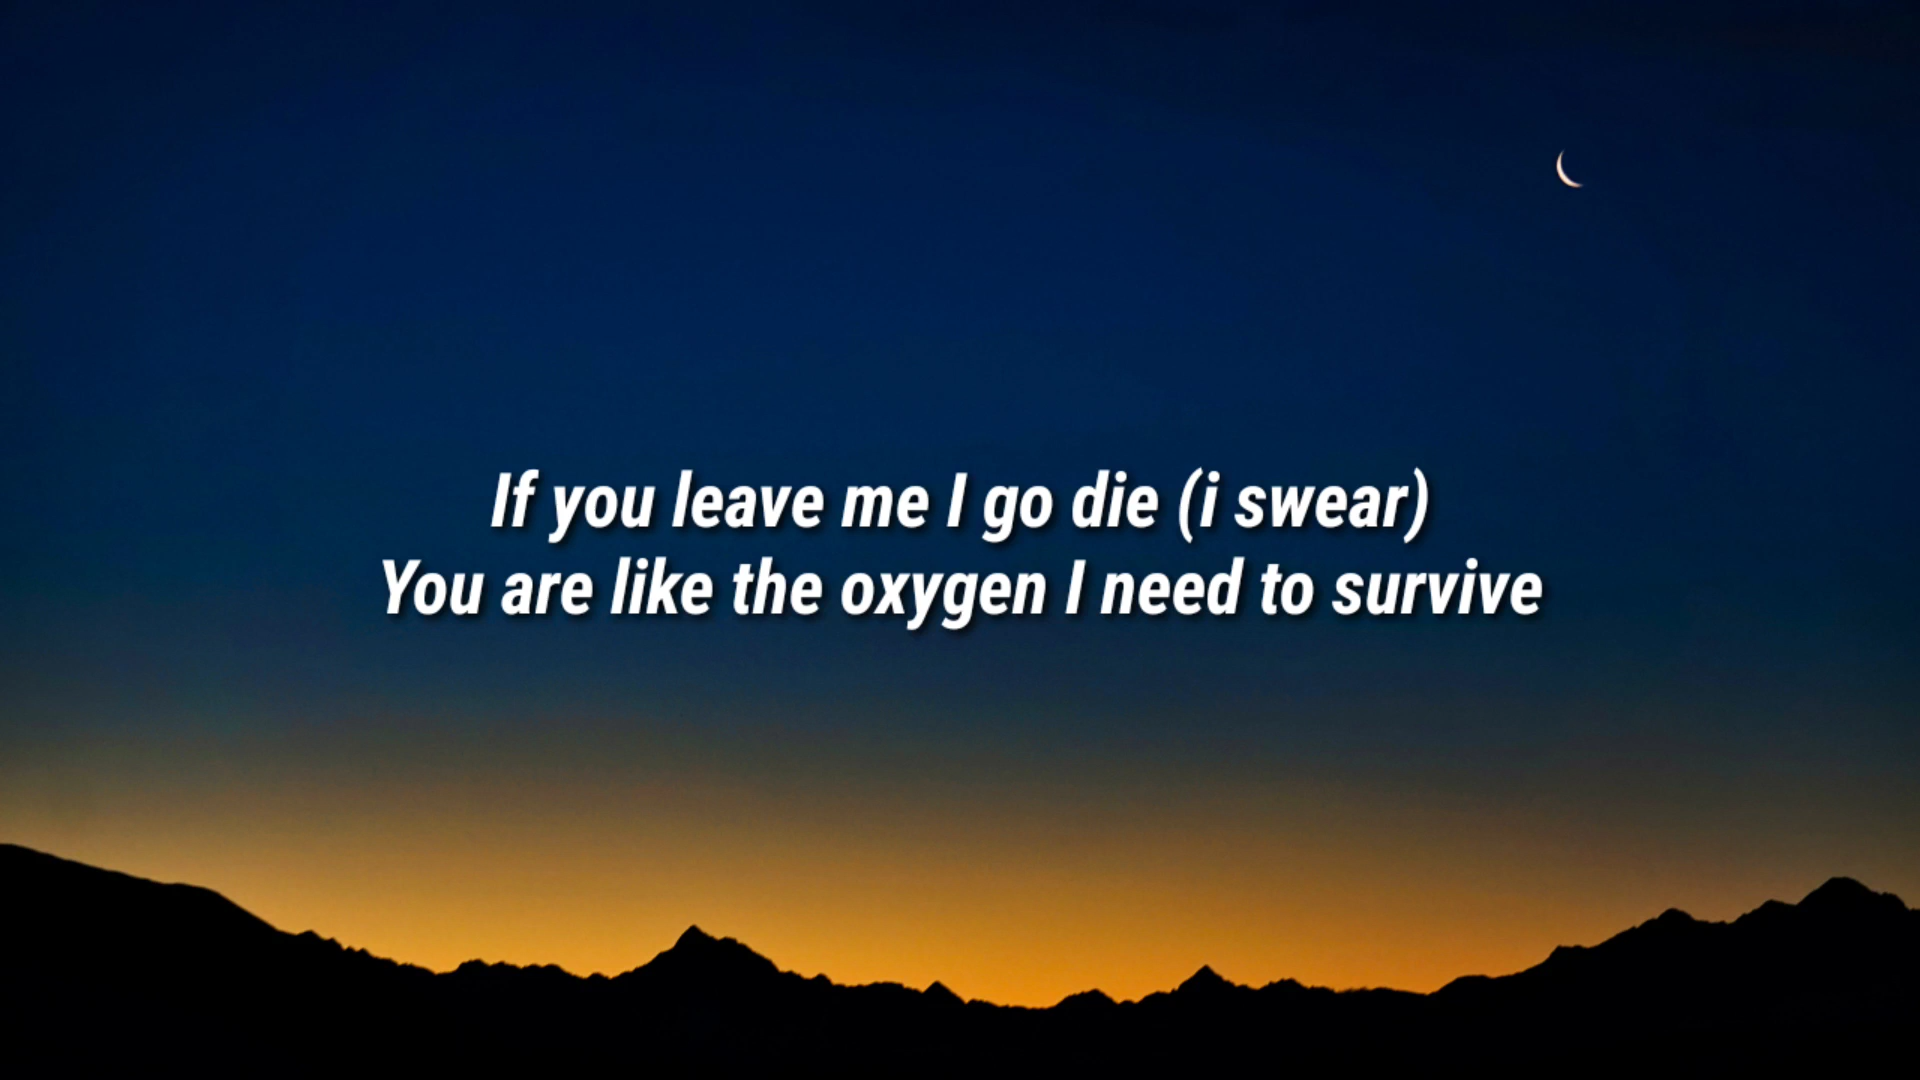 If you leave me I go die (i swear)
You are like the oxygen I need to survive